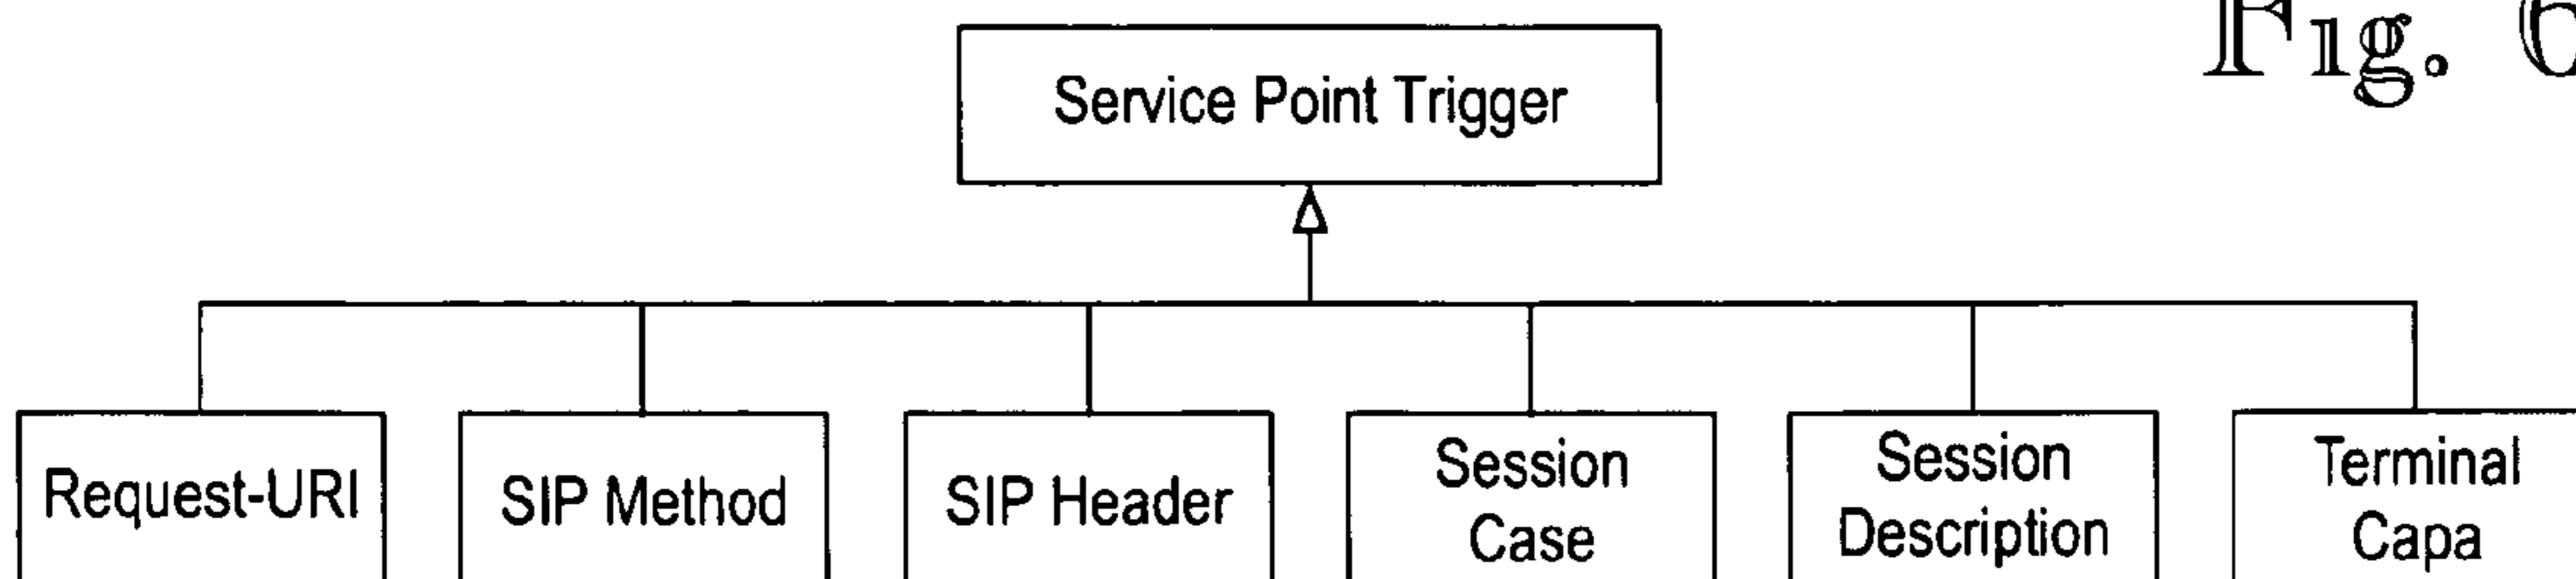 Fig. 6
Service Point Trigger
Request-URI
SIP Method
SIP Header
Session
Case
Session
Description
Terminal
Capa